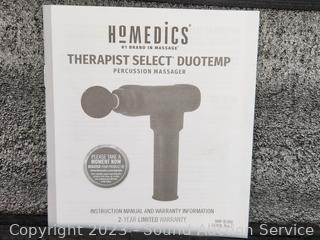 HOMEDICS
#1 BRAND IN MASSAGE
THERAPIST SELECT DUOTEMP
PERCUSSION MASSAGER
PLEASE TAKE A
MOMENT NOW
INSTRUCTION MANUAL AND WARRANTY INFORMATION
2-YEAR LIMITED WARRANTY
Copyright 2023 - Sound Auction Service